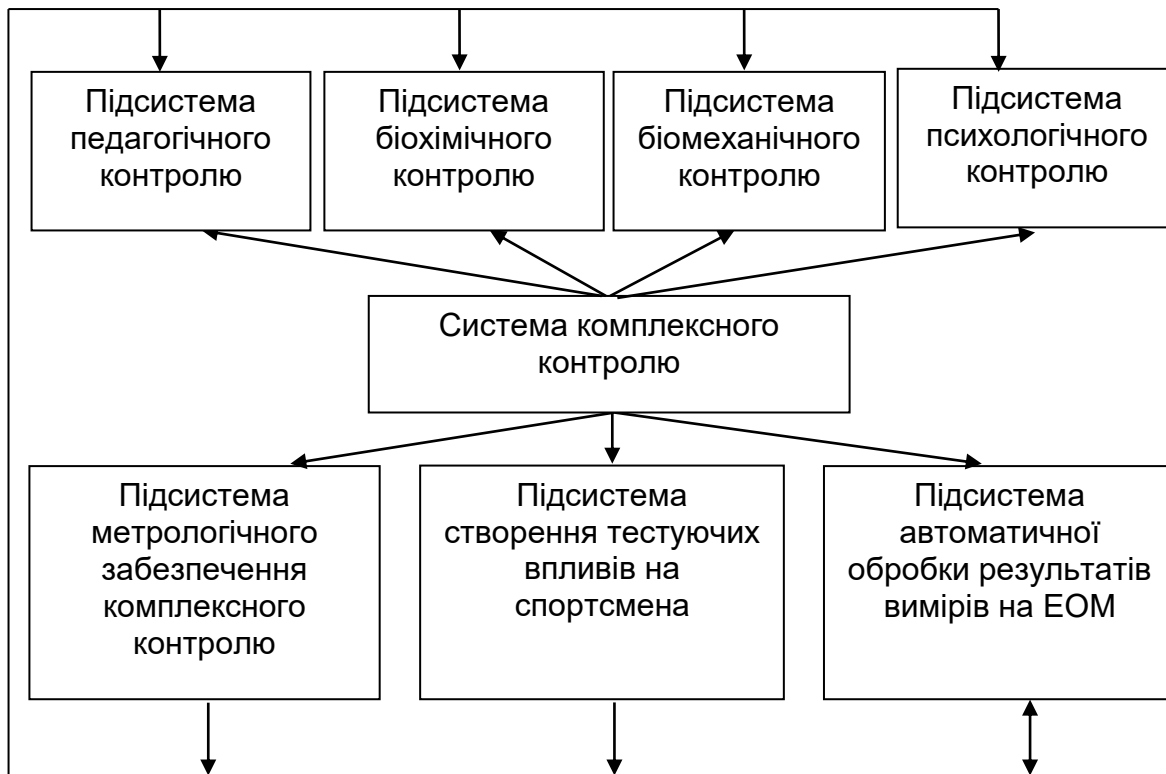 Підсистема
педагогічного
контролю
Підсистема
біохімічного
контролю
Підсистема
біомеханічного
контролю
Підсистема
психологічного
контролю
Система комплексного
контролю
Підсистема
метрологічного
забезпечення
комплексного
контролю
Підсистема
створення тестуючих
впливів на
спортсмена
Підсистема
автоматичної
обробки результатів
вимірів на ЕОМ